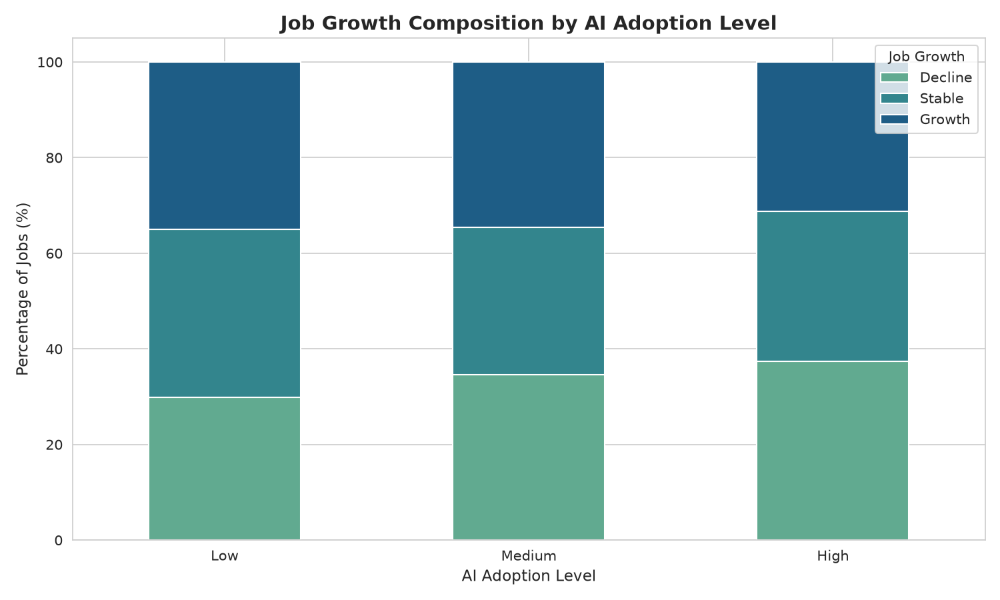 Job Growth Composition by AI Adoption Level
Job Growth
Decline
Stable
Growth
100
80
60
40
20
0
Percentage of Jobs (%)
Low
Medium
High
AI Adoption Level